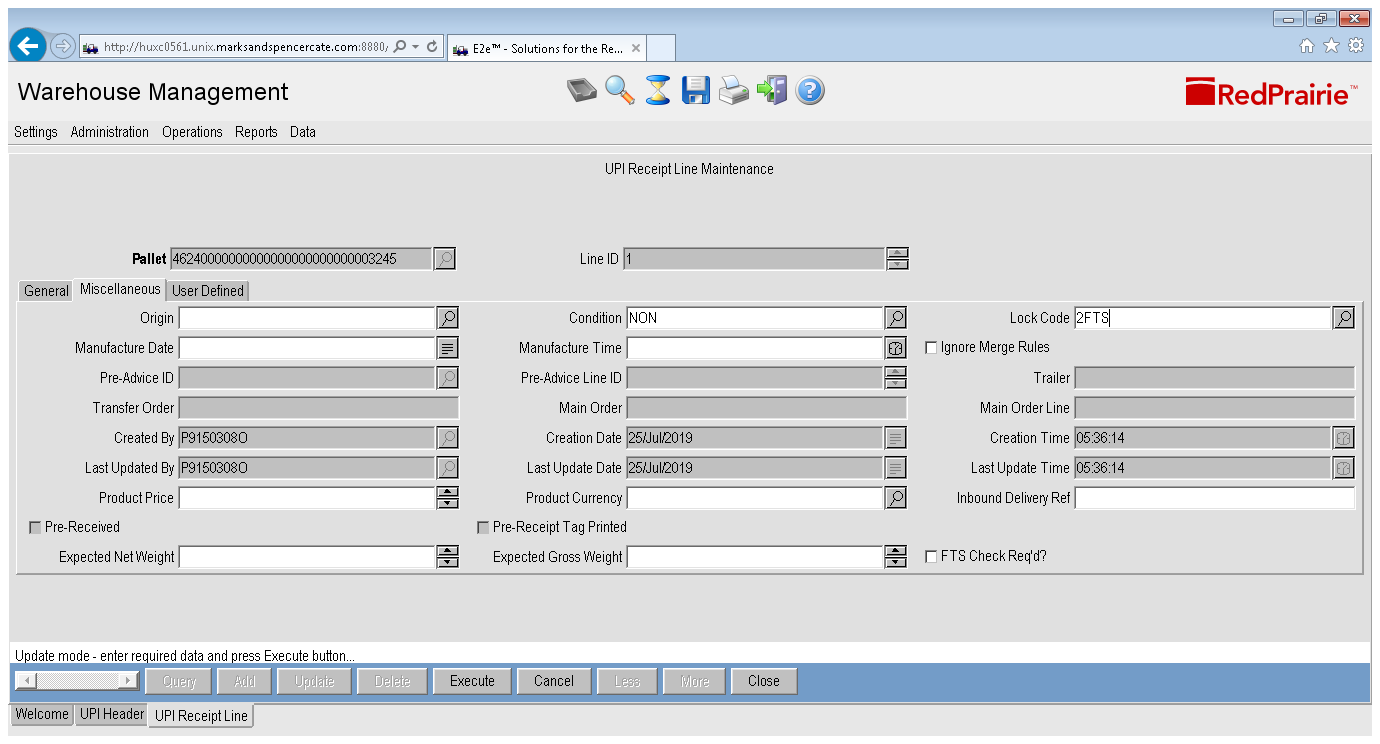 http://huxc0561.unix.marksandspencercate.com:8880/
E2e™ - Solutions for the Re...
Warehouse Management
RedPrairie™
Settings Administration Operations Reports Data
UPI Receipt Line Maintenance
Line ID 1
General Miscellaneous User Defined
Origin Condition NON Lock Code 2FTS
Manufacture Date Manufacture Time Ignore Merge Rules
Pre-Advice ID Pre-Advice Line ID Trailer
Transfer Order Main Order Main Order Line
Created By P9150308O Creation Date 25/Jul/2019 Creation Time 05:36:14
Last Updated By P9150308O Last Update Date 25/Jul/2019 Last Update Time 05:36:14
Product Price Product Currency Inbound Delivery Ref
Pre-Received Pre-Receipt Tag Printed
Expected Net Weight Expected Gross Weight FTS Check Req'd?
Update mode - enter required data and press Execute button...
Query Add Update Delete Execute Cancel Less More Close
Welcome UPI Header UPI Receipt Line